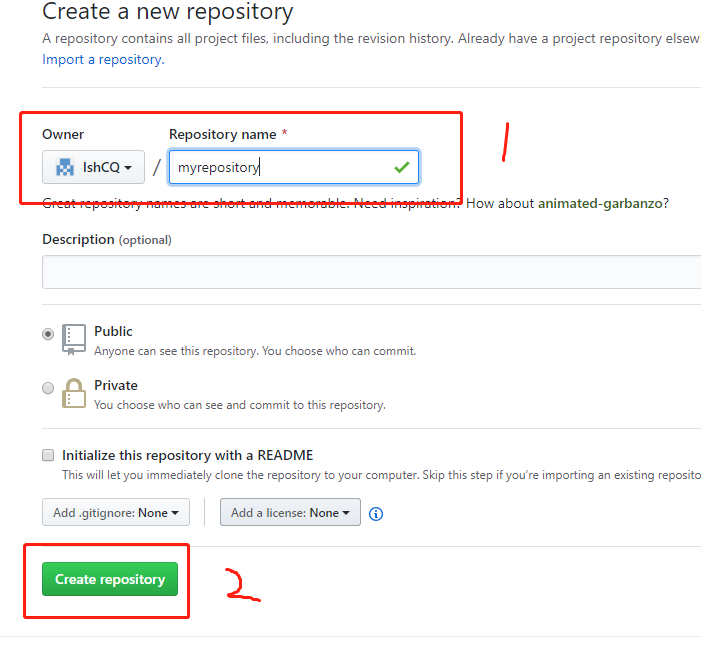 Create a new repository
A repository contains all project files, including the revision history. Already have a project repository elsew
Import a repository.
Owner Repository name *
IshCQ / myrepository
1
Great repository names are short and memorable. Need inspiration? How about animated-garbanzo?
Description (optional)
Public
Anyone can see this repository. You choose who can commit.
Private
You choose who can see and commit to this repository.
Initialize this repository with a README
This will let you immediately clone the repository to your computer. Skip this step if you’re importing an existing reposito
Add .gitignore: None Add a license: None
Create repository
2